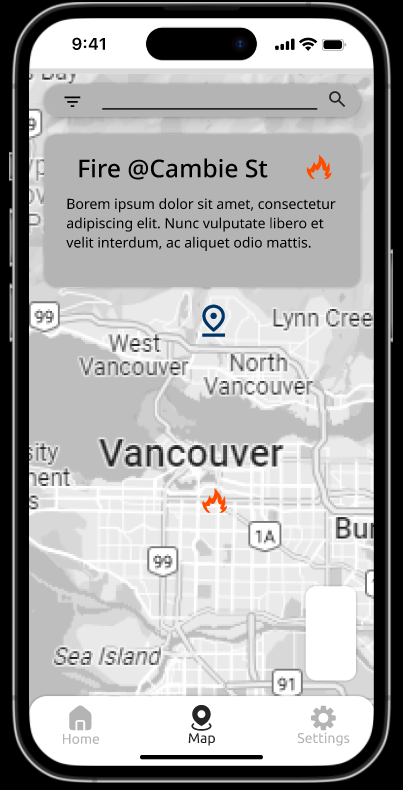 9:41
Bay
9
Fire @Cambie St
Borem ipsum dolor sit amet, consectetur
adipiscing elit. Nunc vulputate libero et
velit interdum, ac aliquet odio mattis.
99
Lynn Cree
West
Vancouver
North
Vancouver
sity
nent
s
Vancouver
1A
Bur
99
Sea Island
91
Home
Map
Settings